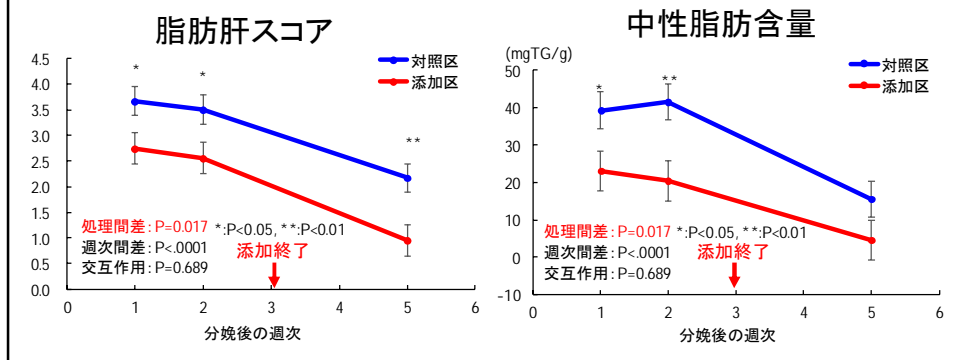 脂肪肝スコア
対照区
添加区
4.5
4.0
3.5
3.0
2.5
2.0
1.5
1.0
0.5
0.0
*
*
**
処理間差:P=0.017 *:P<0.05, **:P<0.01
週次間差:P<.0001
交互作用:P=0.689
添加終了
0 1 2 3 4 5 6
分娩後の週次
中性脂肪含量
(mgTG/g)
対照区
添加区
50
40
30
20
10
0
-10
*
**
処理間差:P=0.017 *:P<0.05, **:P<0.01
週次間差:P<.0001
交互作用:P=0.689
添加終了
0 1 2 3 4 5 6
分娩後の週次